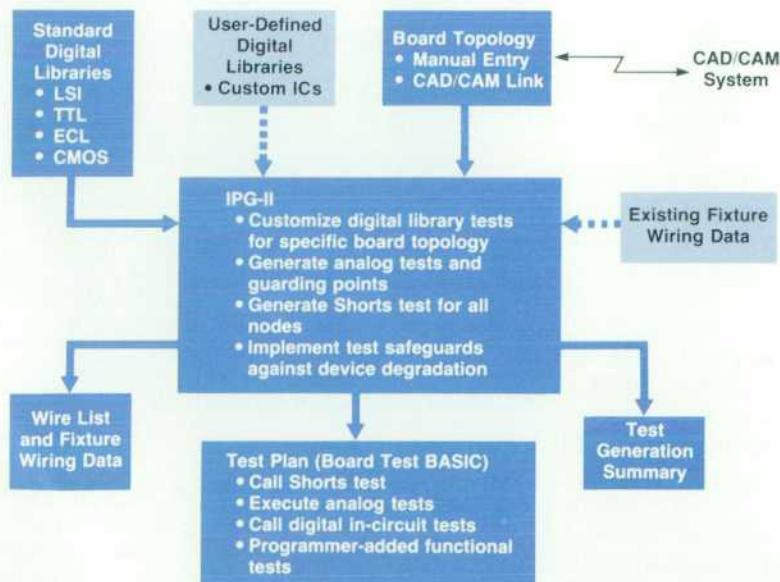 Standard
Digital
Libraries
• LSI
• TTL
• ECL
• CMOS
User-Defined
Digital
Libraries
• Custom ICs
Board Topology
• Manual Entry
• CAD/CAM Link
CAD/CAM
System
IPG-II
• Customize digital library tests
for specific board topology
• Generate analog tests and
guarding points
• Generate Shorts test for all
nodes
• Implement test safeguards
against device degradation
Existing Fixture
Wiring Data
Wire List
and Fixture
Wiring Data
Test Plan (Board Test BASIC)
• Call Shorts test
• Execute analog tests
• Call digital in-circuit tests
• Programmer-added functional
tests
Test
Generation
Summary